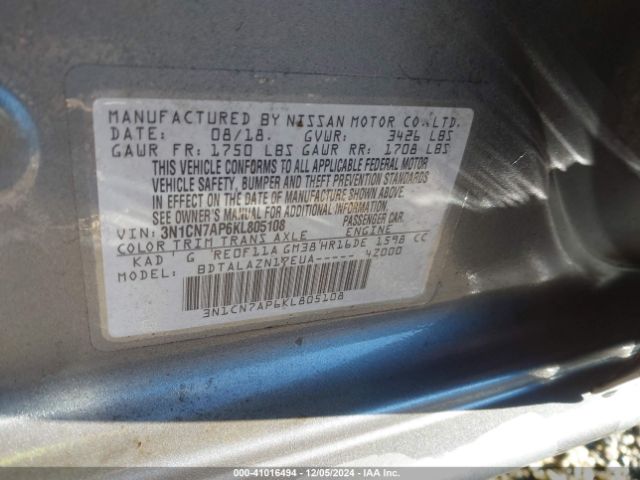 MANUFACTURED BY NISSAN MOTOR CO., LTD.
DATE: 08/18. GVWR: 3426 LBS
GAWR FR: 1750 LBS GAWR RR: 1708 LBS
THIS VEHICLE CONFORMS TO ALL APPLICABLE FEDERAL MOTOR
VEHICLE SAFETY, BUMPER AND THEFT PREVENTION STANDARDS
IN EFFECT ON THE DATE OF MANUFACTURE SHOWN ABOVE.
SEE OWNER'S MANUAL FOR ADDITIONAL INFORMATION.
VIN: 3N1CN7AP6KL805108 PASSENGER CAR
COLOR TRIM TRANS AXLE ENGINE
KAD G RE0F11A GM38 HR16DE 1598 CC
MODEL: BDTALAZN17EUA----- 42000
3N1CN7AP6KL805108
000-41016494 | 12/05/2024 | IAA Inc.